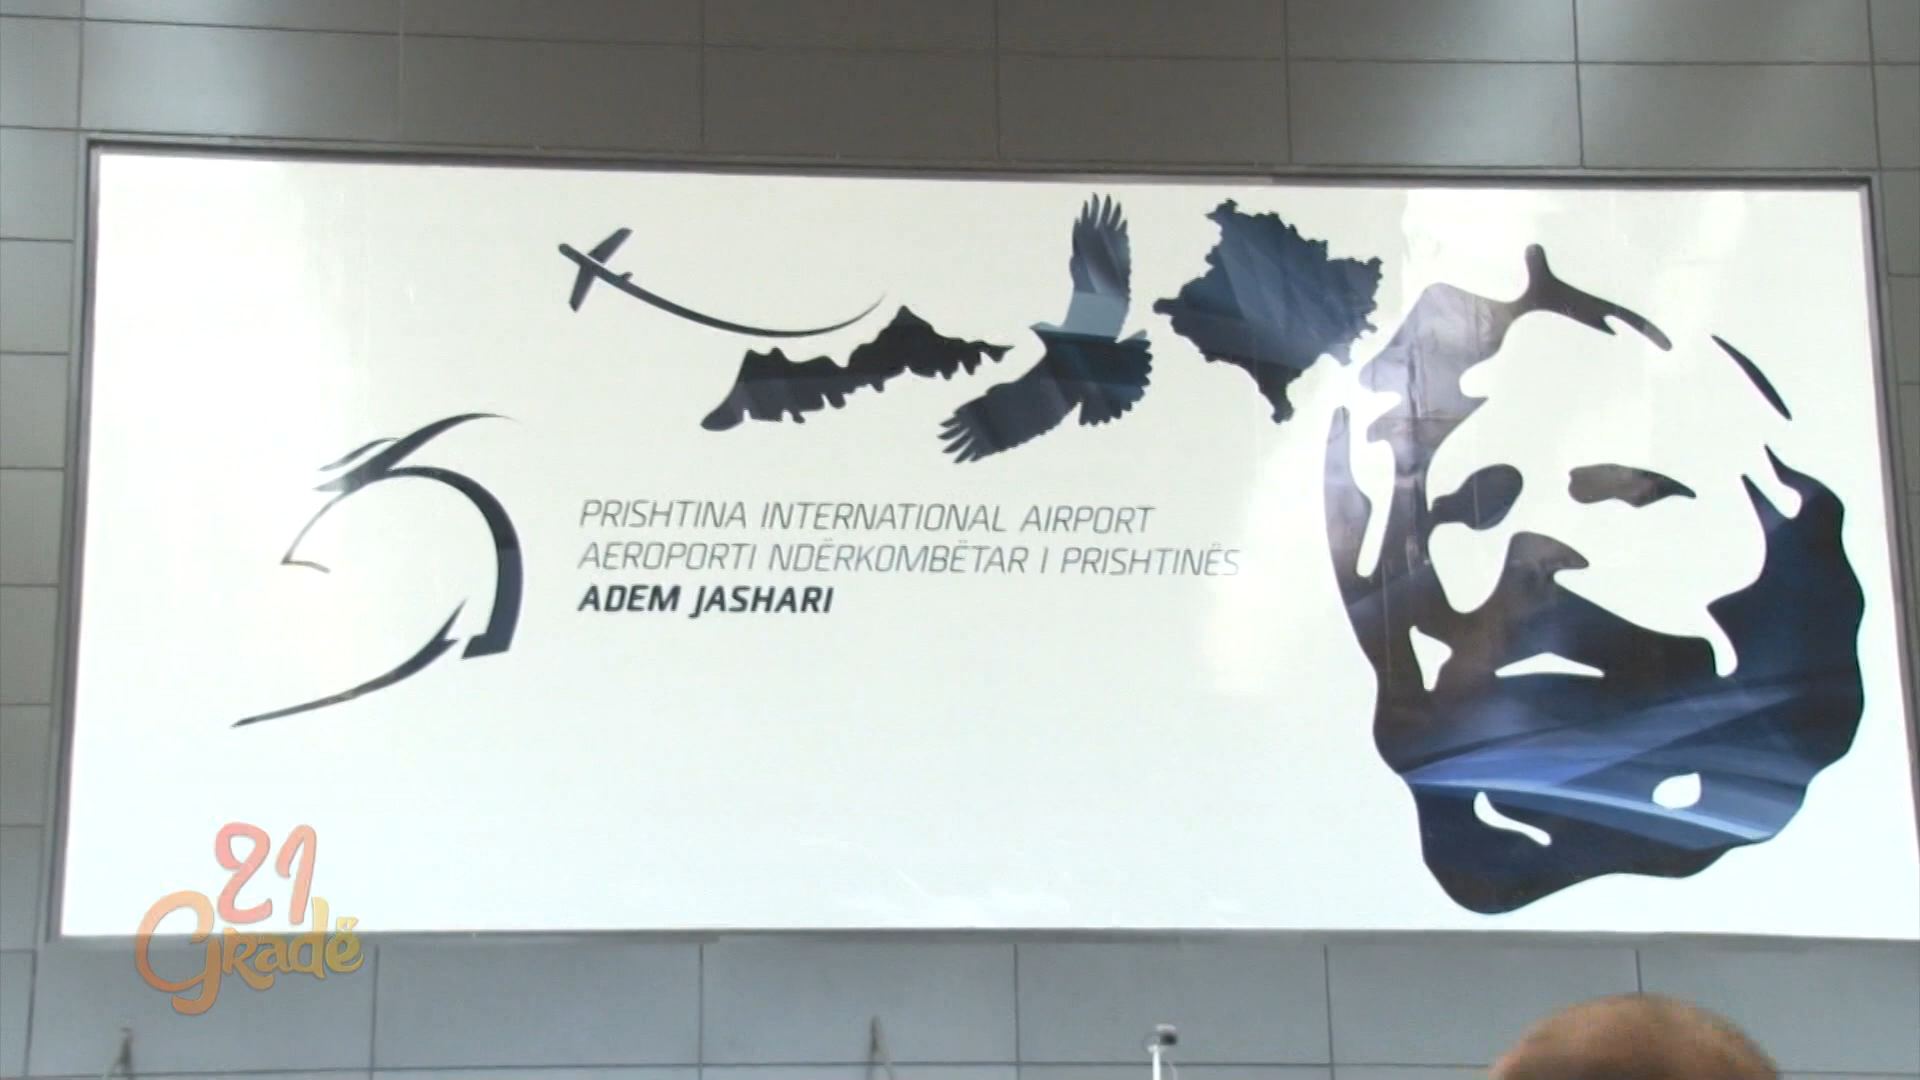 PRISHTINA INTERNATIONAL AIRPORT
AEROPORTI NDËRKOMBËTAR I PRISHTINËS
ADEM JASHARI
21
Gradë